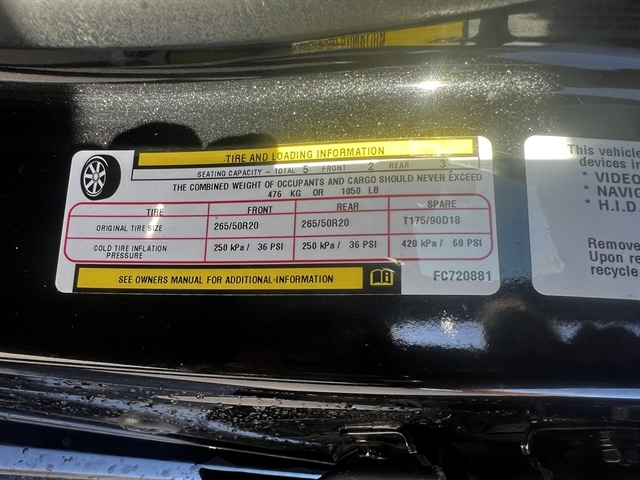 TIRE AND LOADING INFORMATION
SEATING CAPACITY – TOTAL 5 FRONT 2 REAR 3
THE COMBINED WEIGHT OF OCCUPANTS AND CARGO SHOULD NEVER EXCEED
476 KG OR 1050 LB
TIRE FRONT REAR SPARE
ORIGINAL TIRE SIZE 265/50R20 265/50R20 T175/90D18
COLD TIRE INFLATION PRESSURE 250 kPa / 36 PSI 250 kPa / 36 PSI 420 kPa / 60 PSI
SEE OWNERS MANUAL FOR ADDITIONAL INFORMATION
FC720881
This vehicle
devices in
• VIDEO
• NAVIG
• H.I.D.
Remove
Upon re
recycle